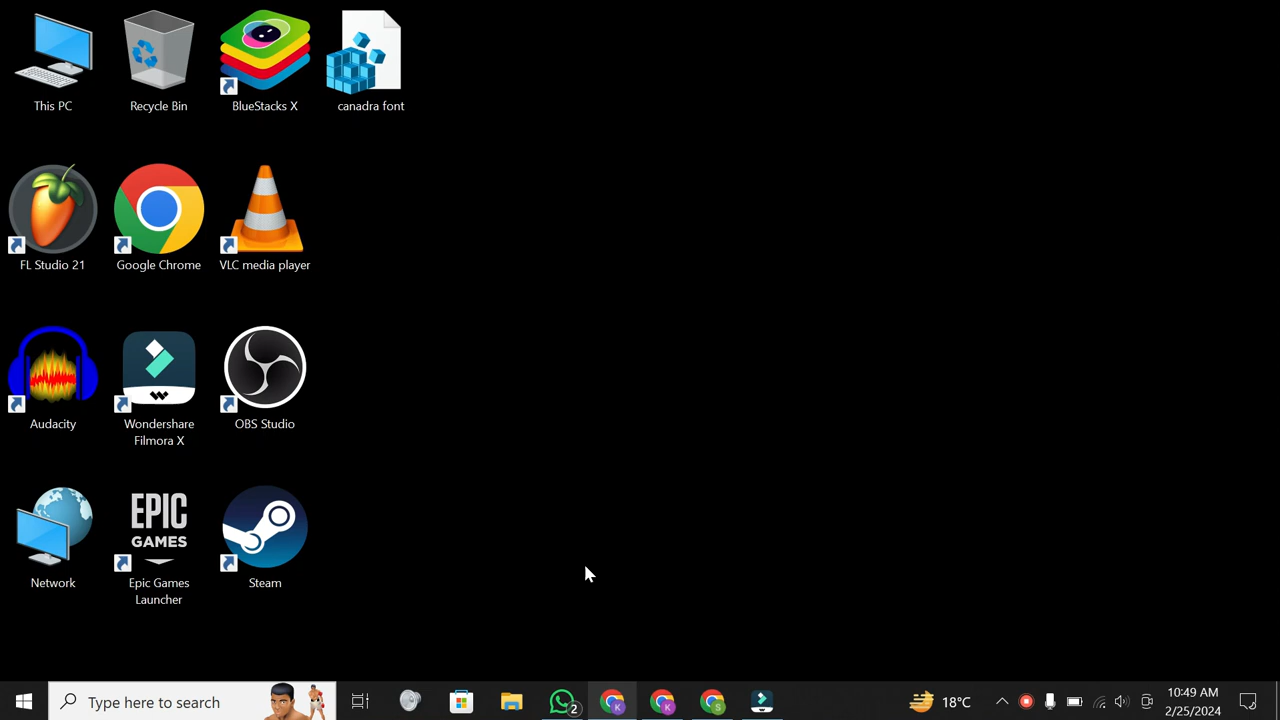 This PC
Recycle Bin
BlueStacks X
canadra font
FL Studio 21
Google Chrome
VLC media player
Audacity
Wondershare
Filmora X
OBS Studio
EPIC
GAMES
Network
Epic Games
Launcher
Steam
Type here to search
2
K
K
S
18°C
10:49 AM
2/25/2024